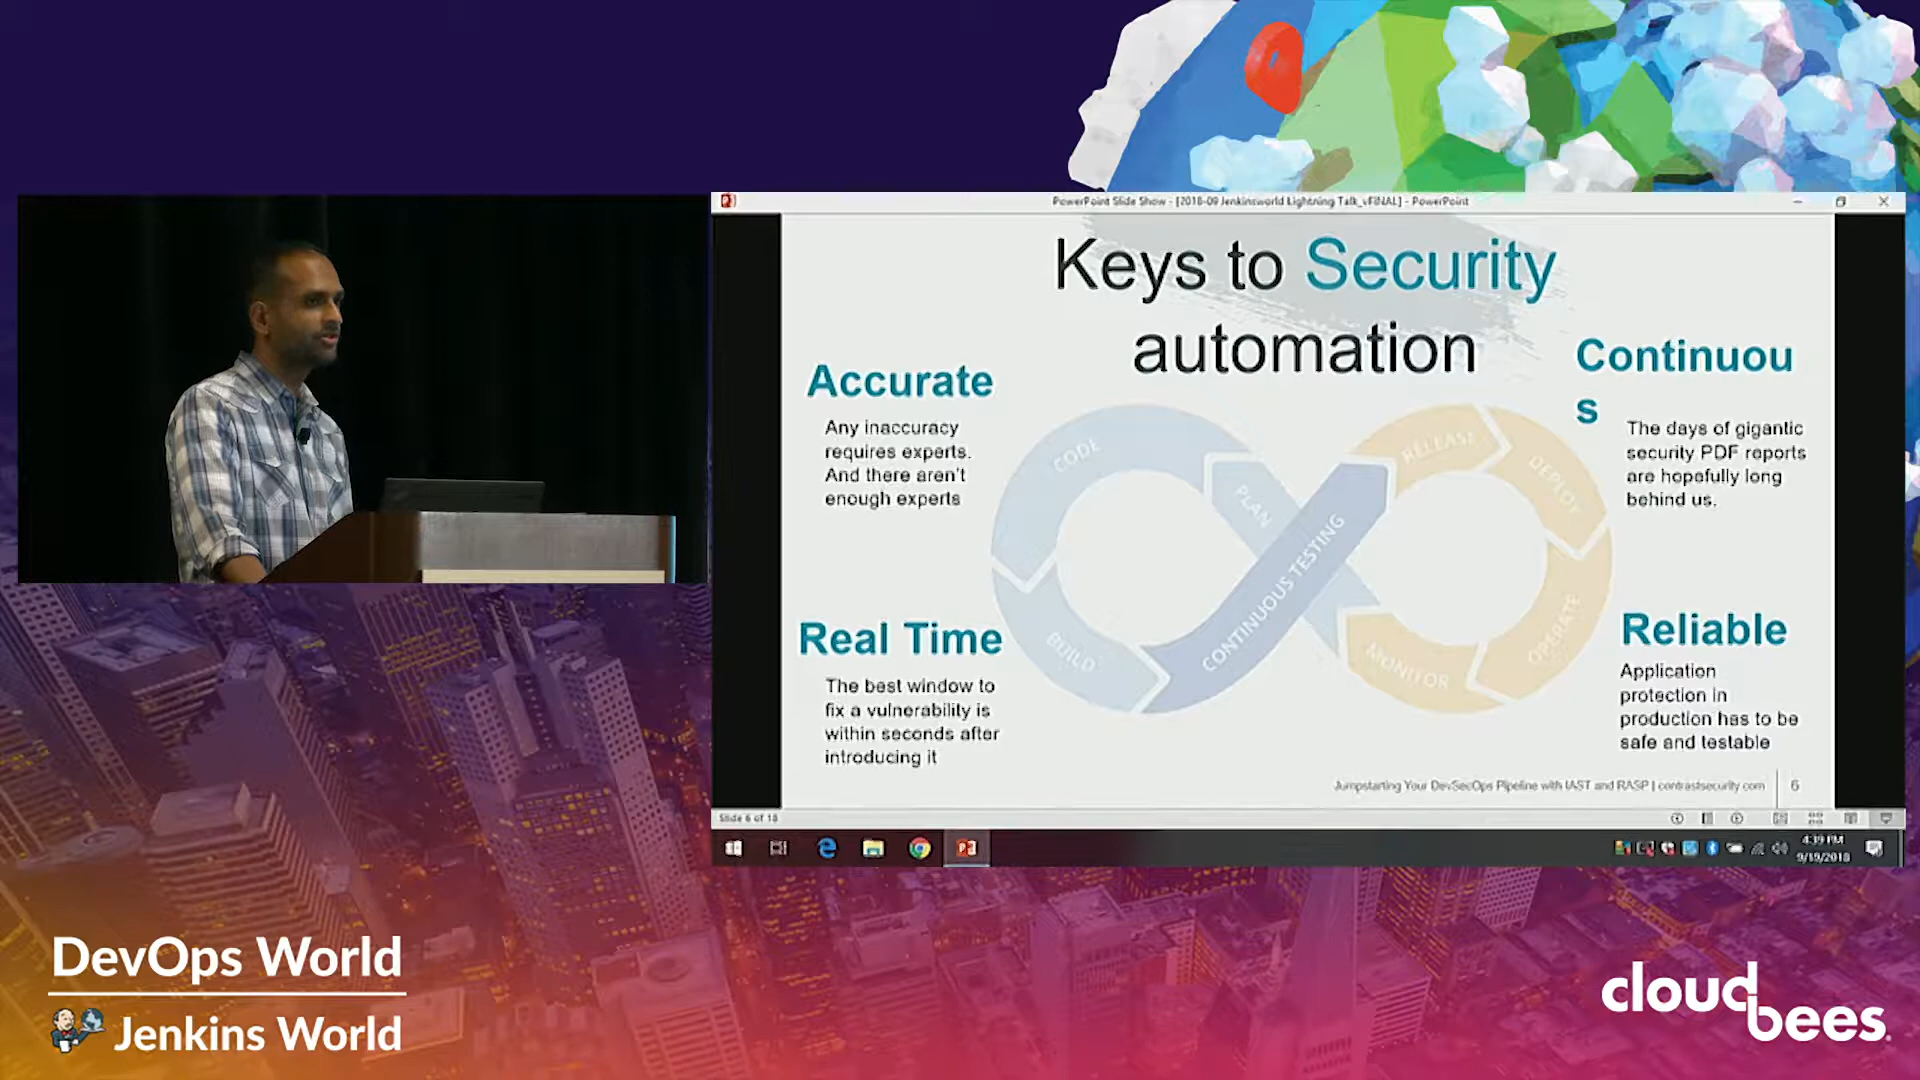 PowerPoint Slide Show - [2018-09 Jenkinsworld Lightning Talk_vFINAL] - PowerPoint
Keys to Security
automation
Accurate
Any inaccuracy
requires experts.
And there aren't
enough experts
Continuou
s
The days of gigantic
security PDF reports
are hopefully long
behind us.
CODE
PLAN
BUILD
CONTINUOUS TESTING
RELEASE
DEPLOY
OPERATE
MONITOR
Real Time
The best window to
fix a vulnerability is
within seconds after
introducing it
Reliable
Application
protection in
production has to be
safe and testable
Jumpstarting Your DevSecOps Pipeline with IAST and RASP | contrastsecurity.com
6
Slide 6 of 18
4:39 PM
9/19/2018
DevOps World
Jenkins World
cloud
bees